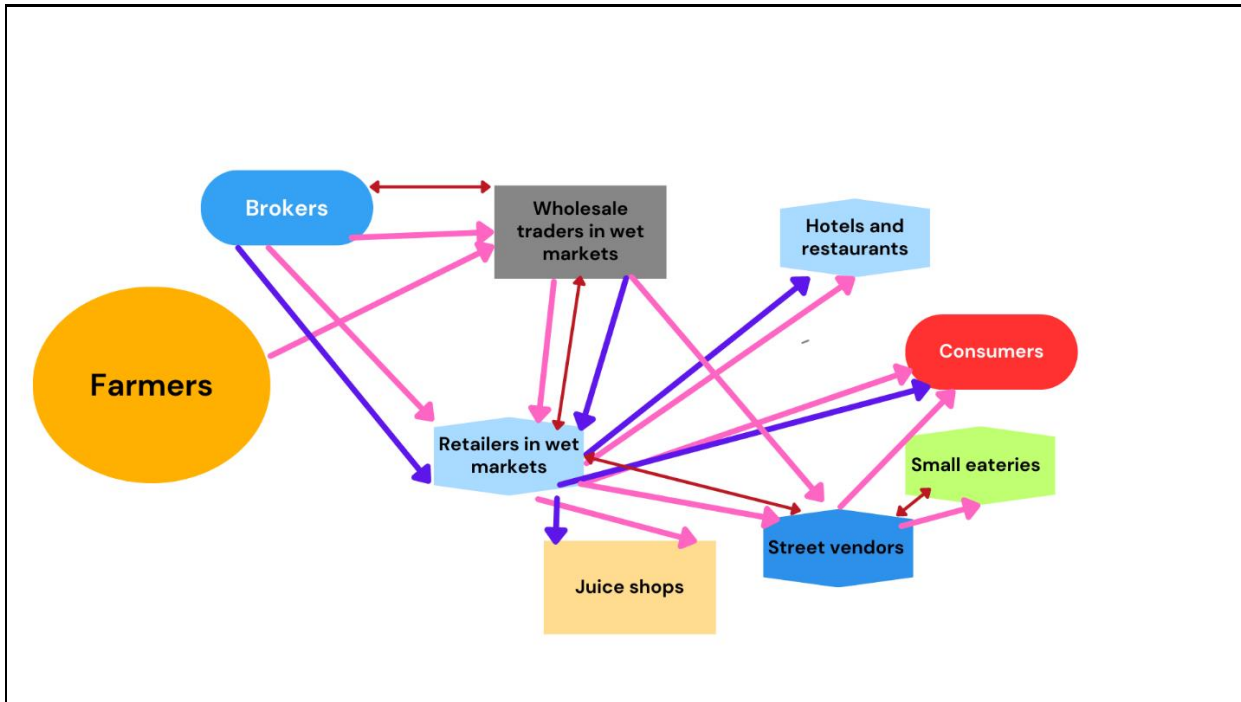 Brokers
Wholesale
traders in wet
markets
Hotels and
restaurants
Consumers
Farmers
Retailers in wet
markets
Small eateries
Street vendors
Juice shops